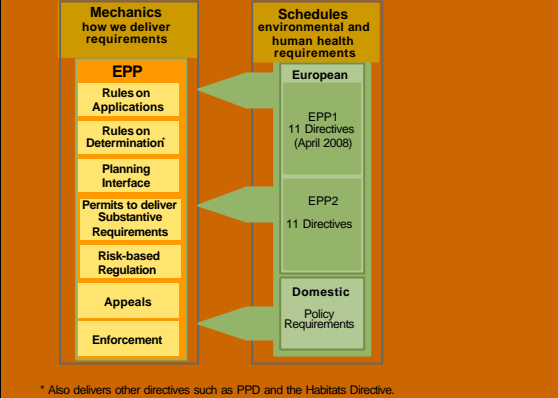 Mechanics
how we deliver
requirements
EPP
Rules on
Applications
Rules on
Determination*
Planning
Interface
Permits to deliver
Substantive
Requirements
Risk-based
Regulation
Appeals
Enforcement
Schedules
environmental and
human health
requirements
European
EPP1
11 Directives
(April 2008)
EPP2
11 Directives
Domestic
Policy
Requirements
* Also delivers other directives such as PPD and the Habitats Directive.